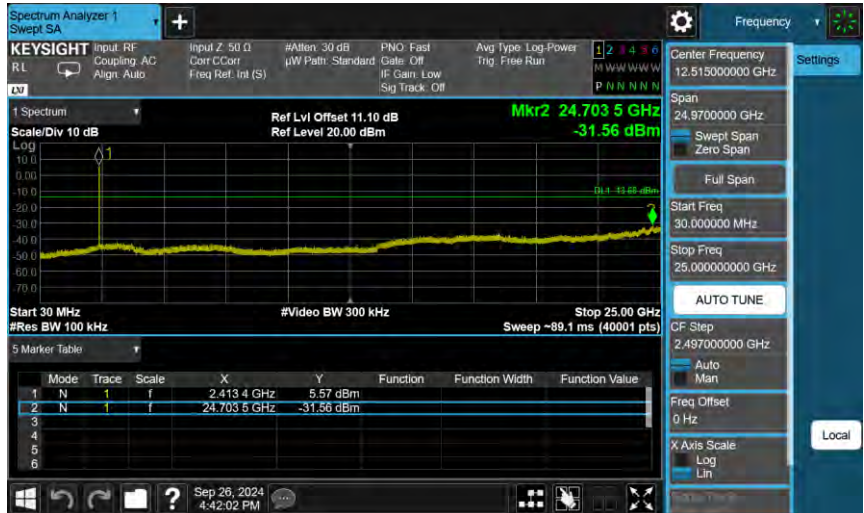 Spectrum Analyzer 1
Swept SA
Frequency
KEYSIGHT
RL
LXI
Input: RF
Coupling: AC
Align: Auto
Input Z: 50 Ω
Corr CCorr
Freq Ref: Int (S)
#Atten: 30 dB
µW Path: Standard
PNO: Fast
Gate: Off
IF Gain: Low
Sig Track: Off
Avg Type: Log-Power
Trig: Free Run
1 2 3 4 5 6
M W W W W W
P N N N N N
Center Frequency
12.515000000 GHz
Settings
Span
24.9700000 GHz
Swept Span
Zero Span
Full Span
Start Freq
30.000000 MHz
Stop Freq
25.000000000 GHz
AUTO TUNE
CF Step
2.497000000 GHz
Auto
Man
Freq Offset
0 Hz
X Axis Scale
Log
Lin
Local
1 Spectrum
Scale/Div 10 dB
Ref Lvl Offset 11.10 dB
Ref Level 20.00 dBm
Mkr2 24.703 5 GHz
-31.56 dBm
Log
10.0
0.00
-10.0
-20.0
-30.0
-40.0
-50.0
-60.0
-70.0
1
2
Start 30 MHz
#Res BW 100 kHz
#Video BW 300 kHz
Stop 25.00 GHz
Sweep ~89.1 ms (40001 pts)
5 Marker Table
Mode Trace Scale X Y Function Function Width Function Value
1 N 1 f 2.413 4 GHz 5.57 dBm
2 N 1 f 24.703 5 GHz -31.56 dBm
3
4
5
6
Sep 26, 2024
4:42:02 PM